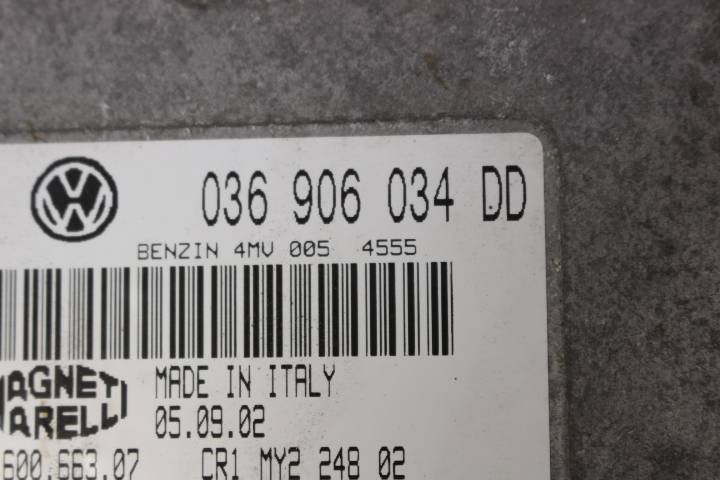 036 906 034 DD
BENZIN 4MV 005 4555
MADE IN ITALY
05.09.02
600.663.07 CR1 MY2 248 02